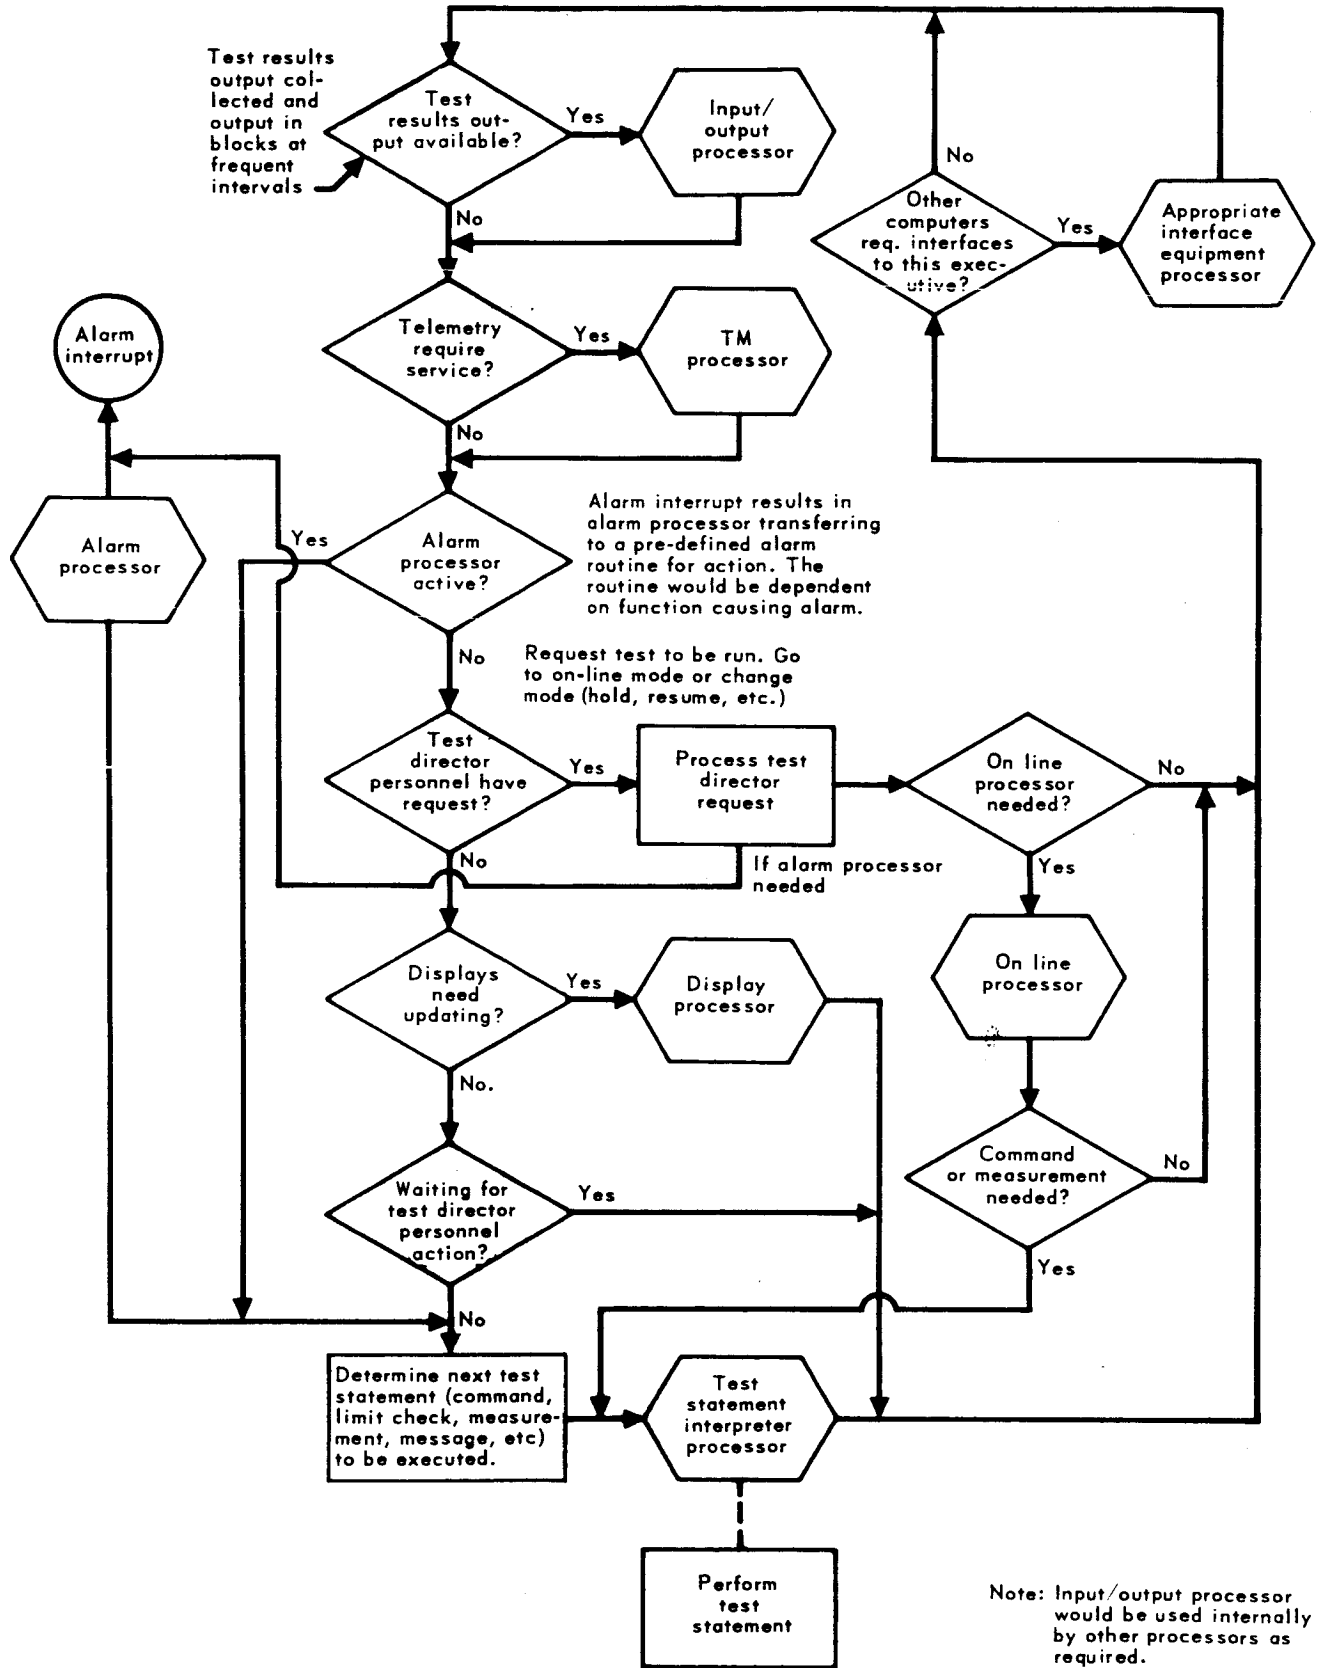 Test results
output col-
lected and
output in
blocks at
frequent
intervals
Test
results out-
put available?
Yes
Input/
output
processor
No
No
Other
computers
req. interfaces
to this exec-
utive?
Yes
Appropriate
interface
equipment
processor
Alarm
interrupt
Telemetry
require
service?
Yes
TM
processor
No
Alarm
processor
Yes
Alarm
processor
active?
Alarm interrupt results in
alarm processor transferring
to a pre-defined alarm
routine for action. The
routine would be dependent
on function causing alarm.
No
Request test to be run. Go
to on-line mode or change
mode (hold, resume, etc.)
Test
director
personnel have
request?
Yes
Process test
director
request
On line
processor
needed?
No
No
If alarm processor
needed
Yes
Displays
need
updating?
Yes
Display
processor
On line
processor
No.
Waiting for
test director
personnel
action?
Yes
Command
or measurement
needed?
No
Yes
No
Determine next test
statement (command,
limit check, measure-
ment, message, etc)
to be executed.
Test
statement
interpreter
processor
Perform
test
statement
Note: Input/output processor
would be used internally
by other processors as
required.